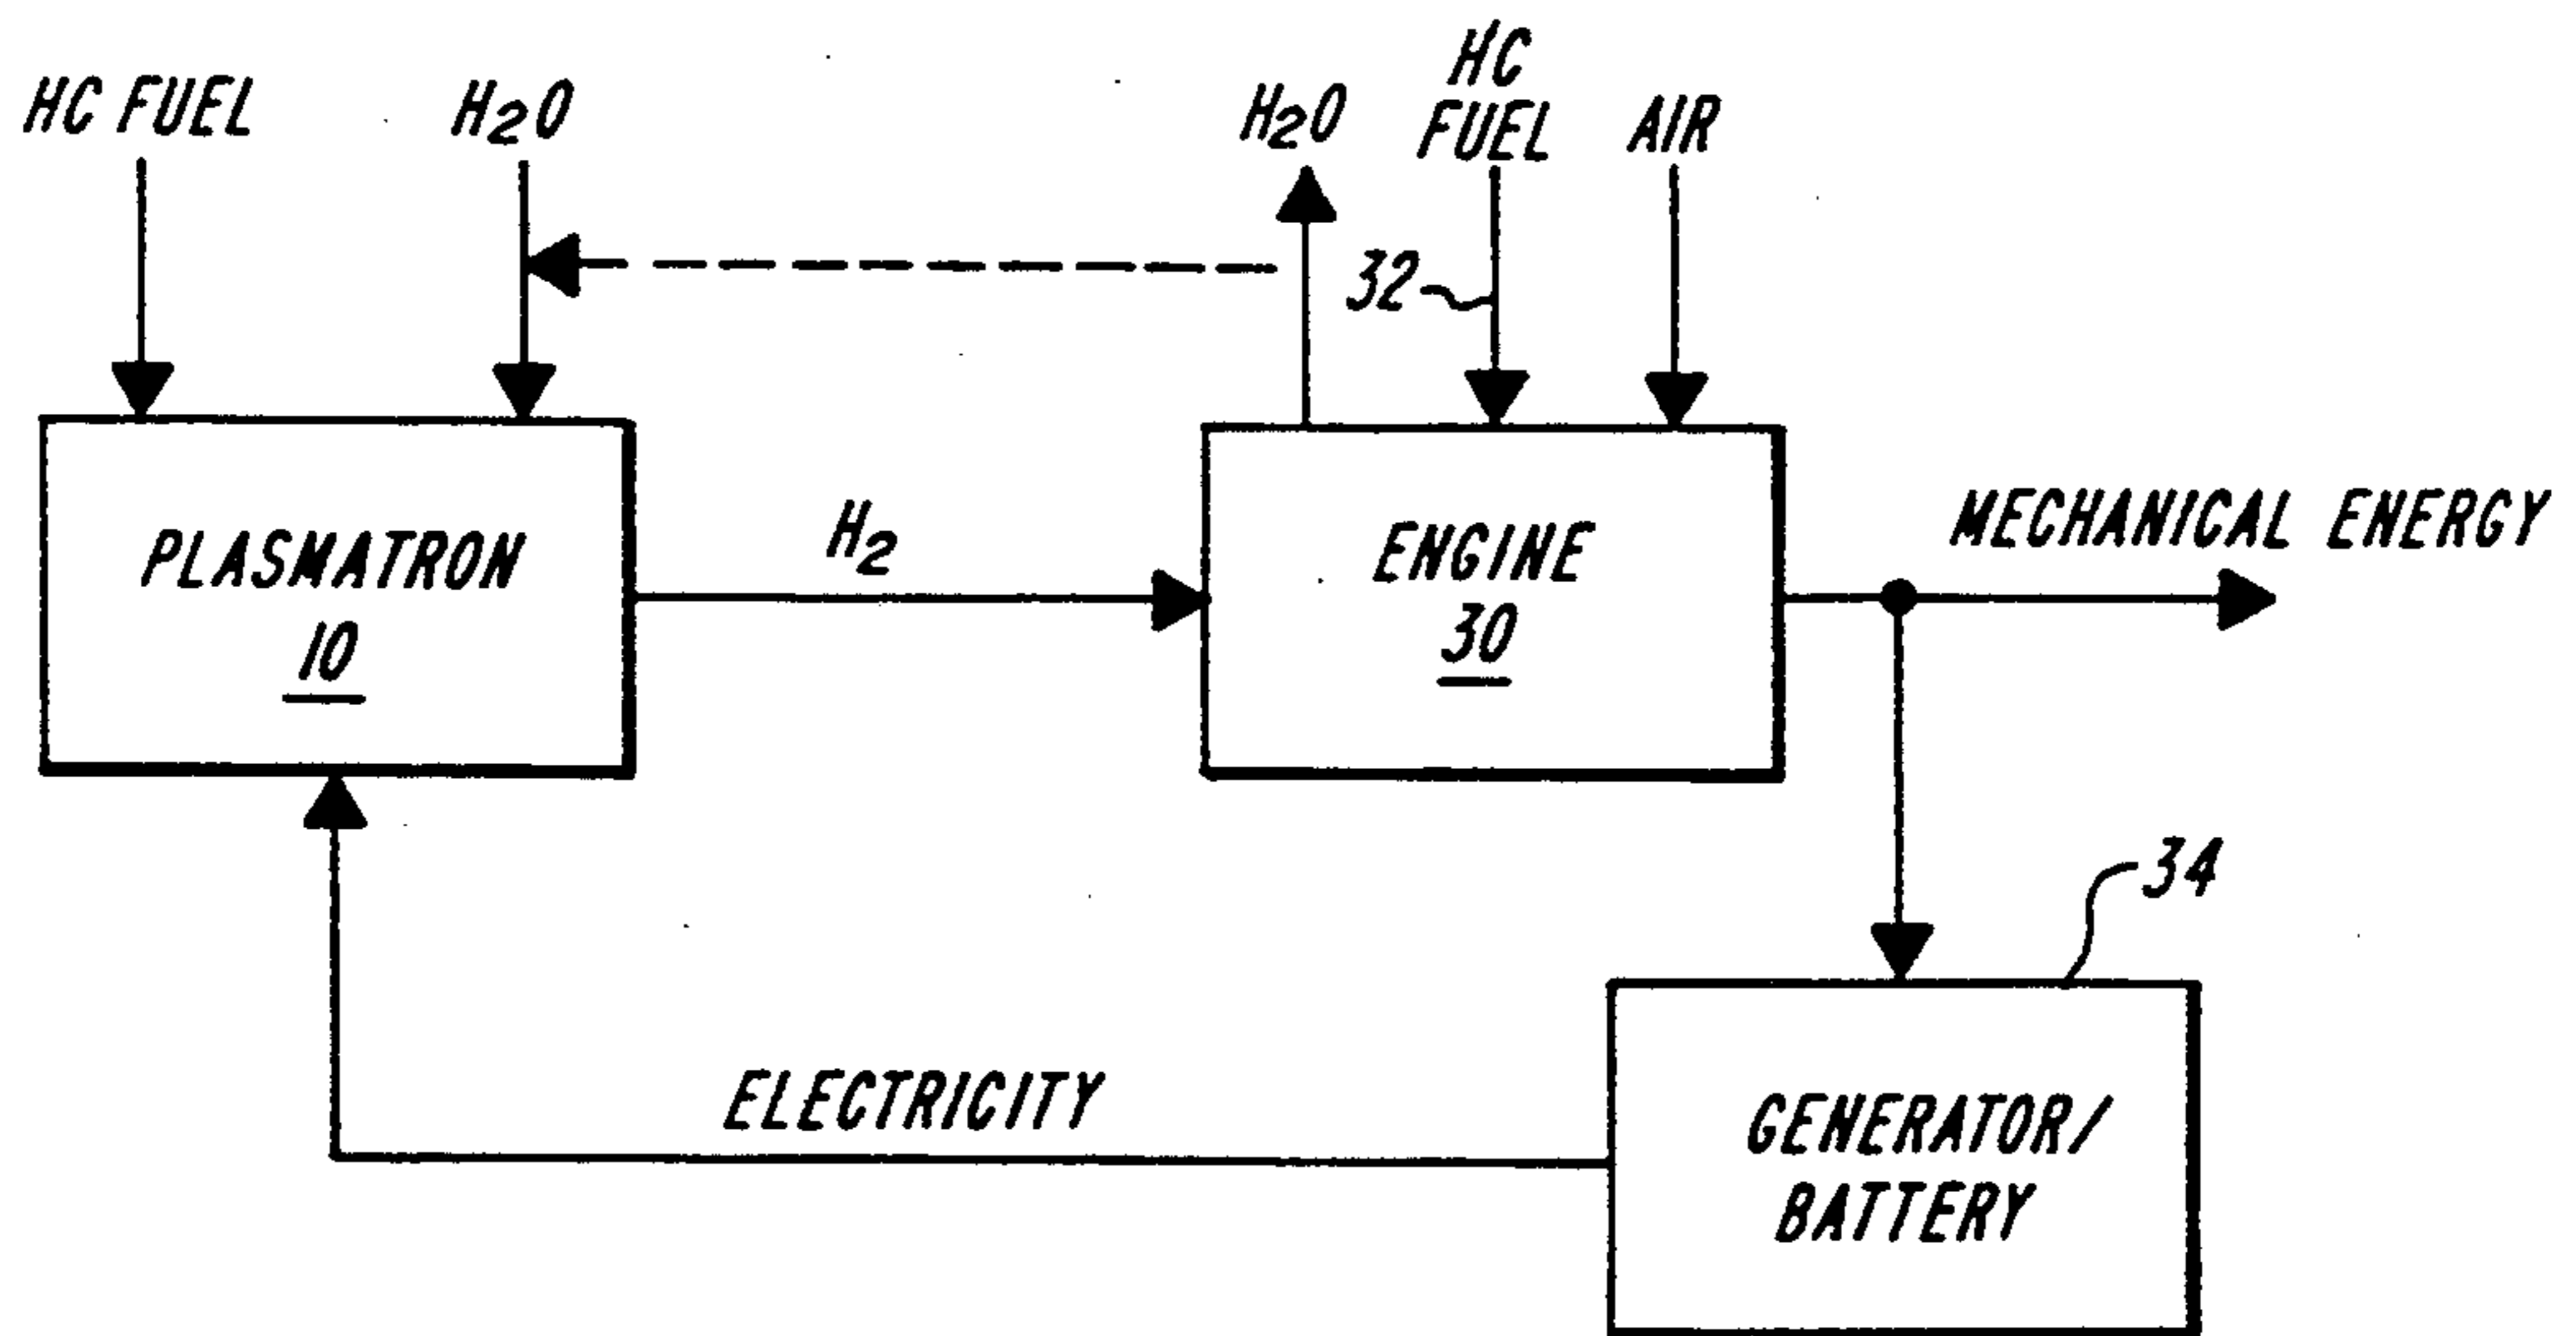 HC FUEL
H2O
H2O
HC
FUEL
AIR
32
PLASMATRON
10
H2
ENGINE
30
MECHANICAL ENERGY
34
ELECTRICITY
GENERATOR/
BATTERY